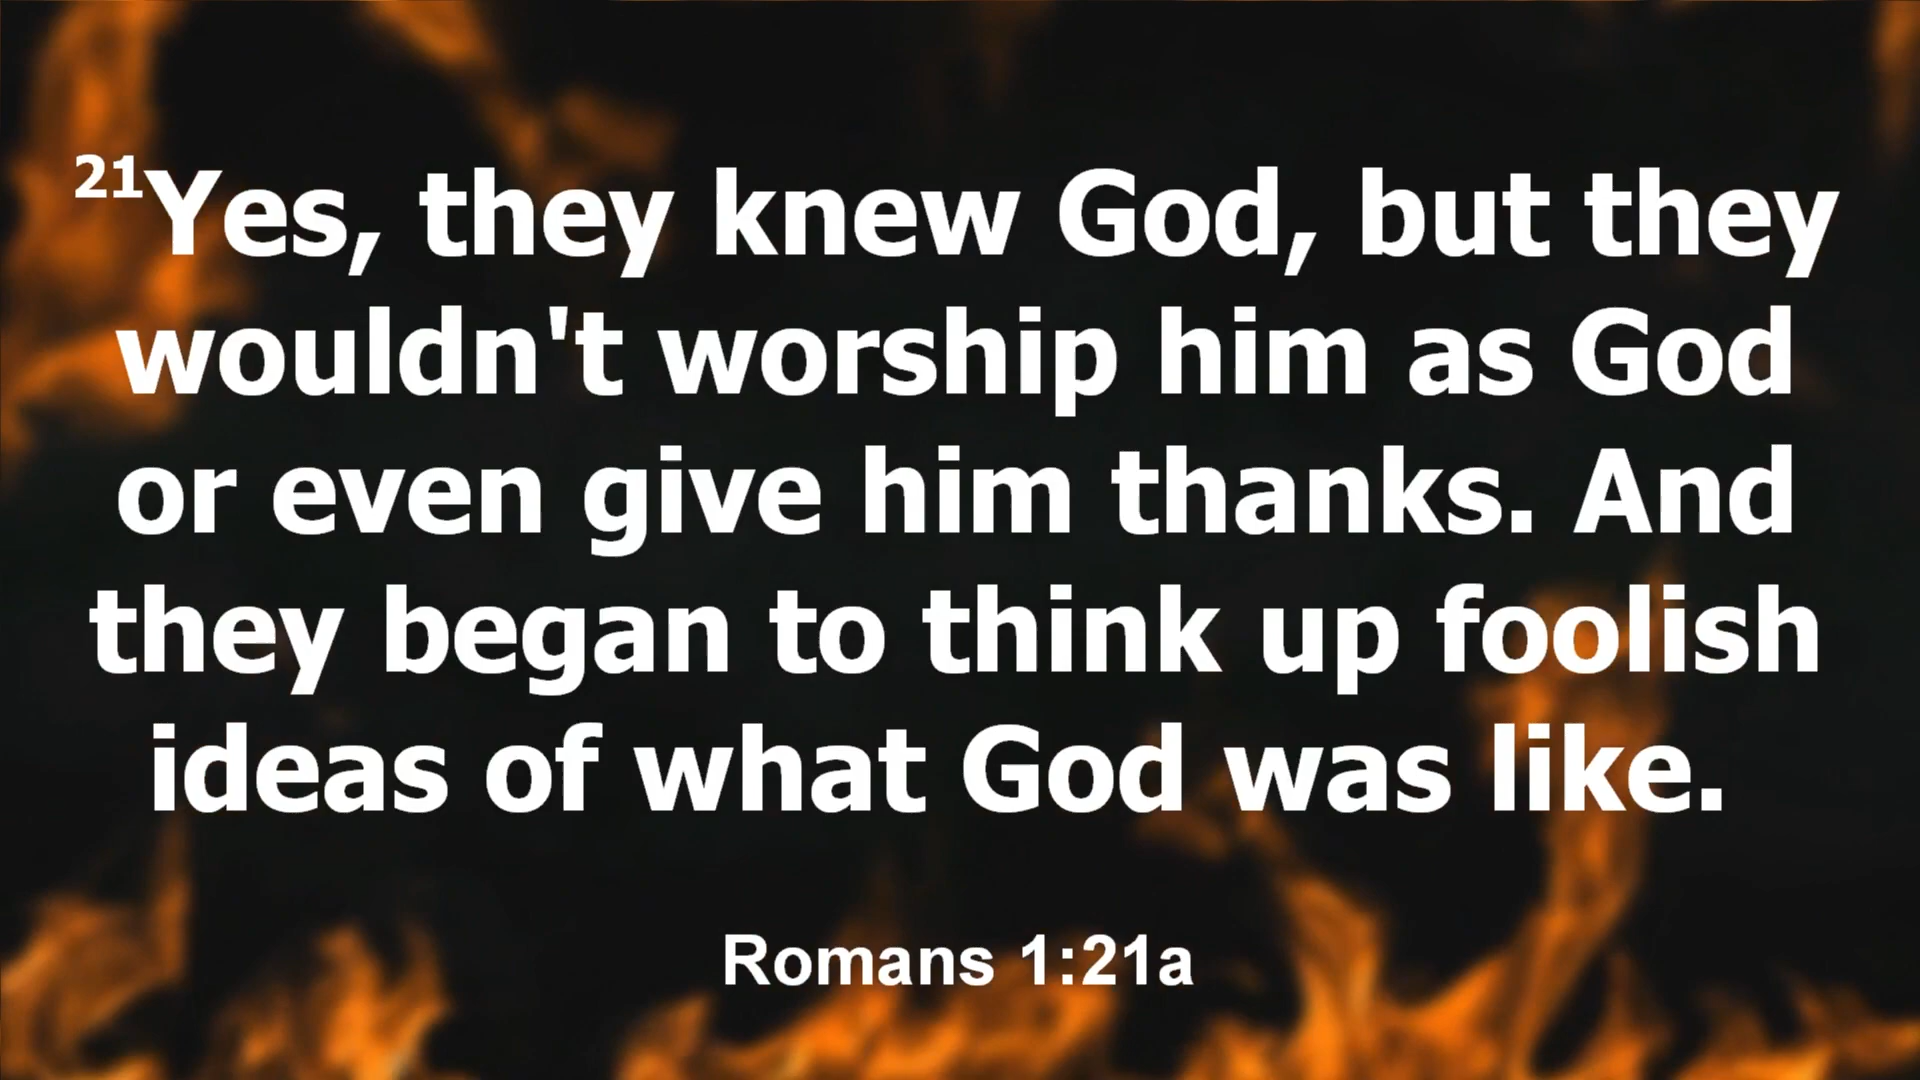 21Yes, they knew God, but they
wouldn't worship him as God
or even give him thanks. And
they began to think up foolish
ideas of what God was like.
Romans 1:21a